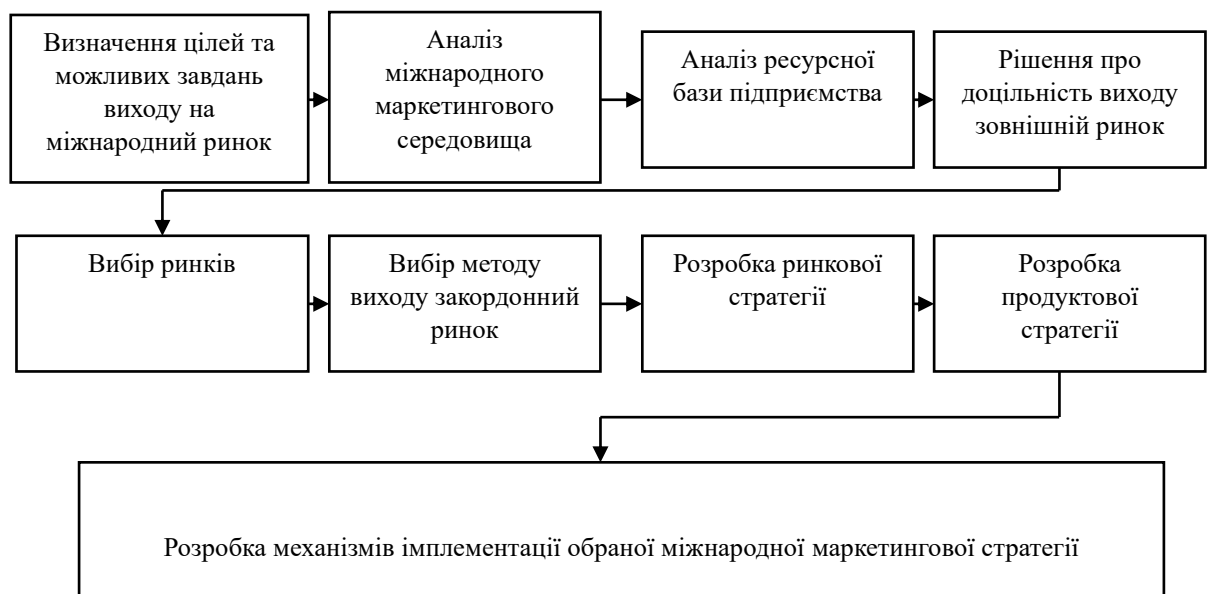 Визначення цілей та
можливих завдань
виходу на
міжнародний ринок
Аналіз
міжнародного
маркетингового
середовища
Аналіз ресурсної
бази підприємства
Рішення про
доцільність виходу
зовнішній ринок
Вибір ринків
Вибір методу
виходу закордонний
ринок
Розробка ринкової
стратегії
Розробка
продуктової
стратегії
Розробка механізмів імплементації обраної міжнародної маркетингової стратегії